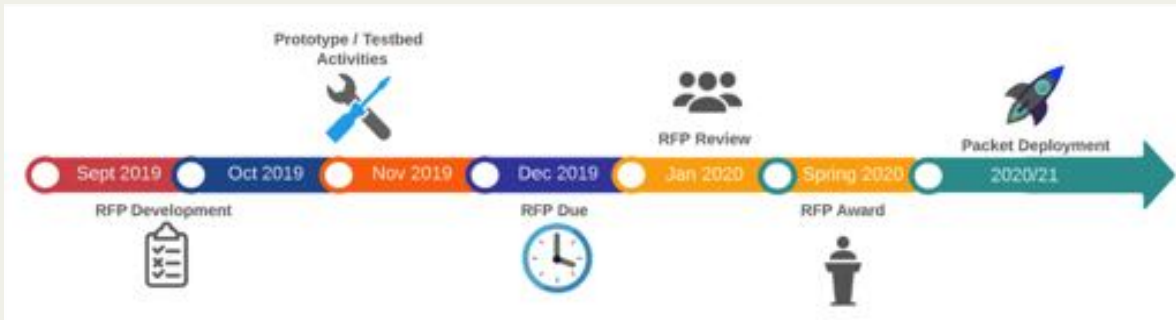 Prototype / Testbed
Activities
RFP Review
Packet Deployment
Sept 2019
Oct 2019
Nov 2019
Dec 2019
Jan 2020
Spring 2020
2020/21
RFP Development
RFP Due
RFP Award